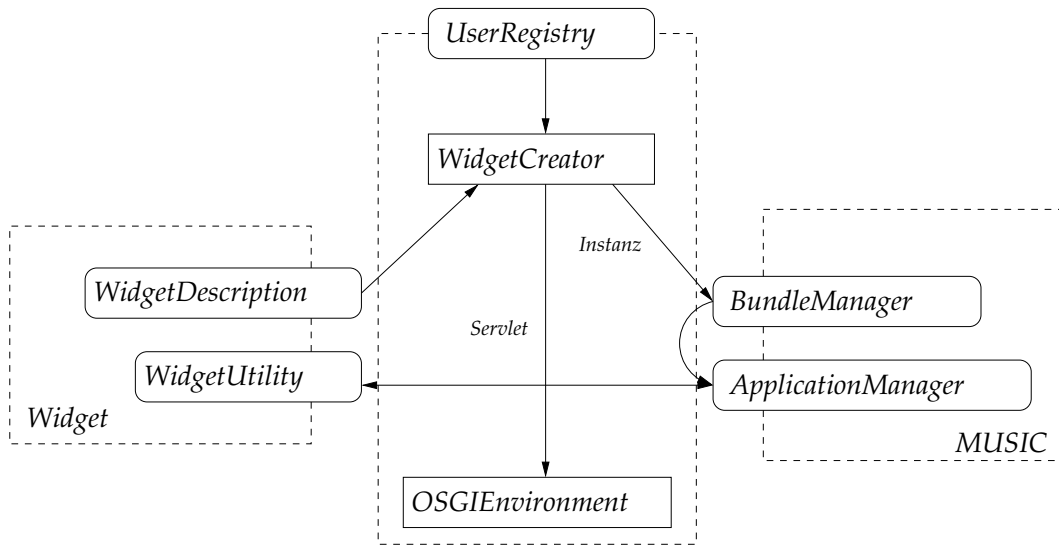 UserRegistry
WidgetCreator
Instanz
WidgetDescription
BundleManager
Servlet
WidgetUtility
ApplicationManager
Widget
MUSIC
OSGIEnvironment